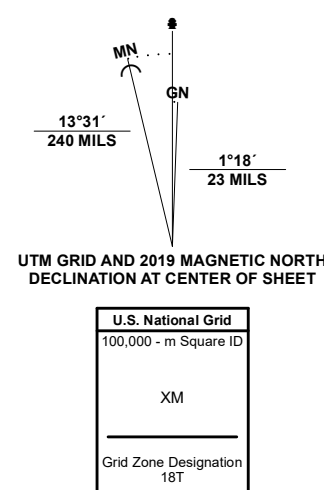 MN
GN
13°31´
240 MILS
1°18´
23 MILS
UTM GRID AND 2019 MAGNETIC NORTH
DECLINATION AT CENTER OF SHEET
U.S. National Grid
100,000 - m Square ID
XM
Grid Zone Designation
18T